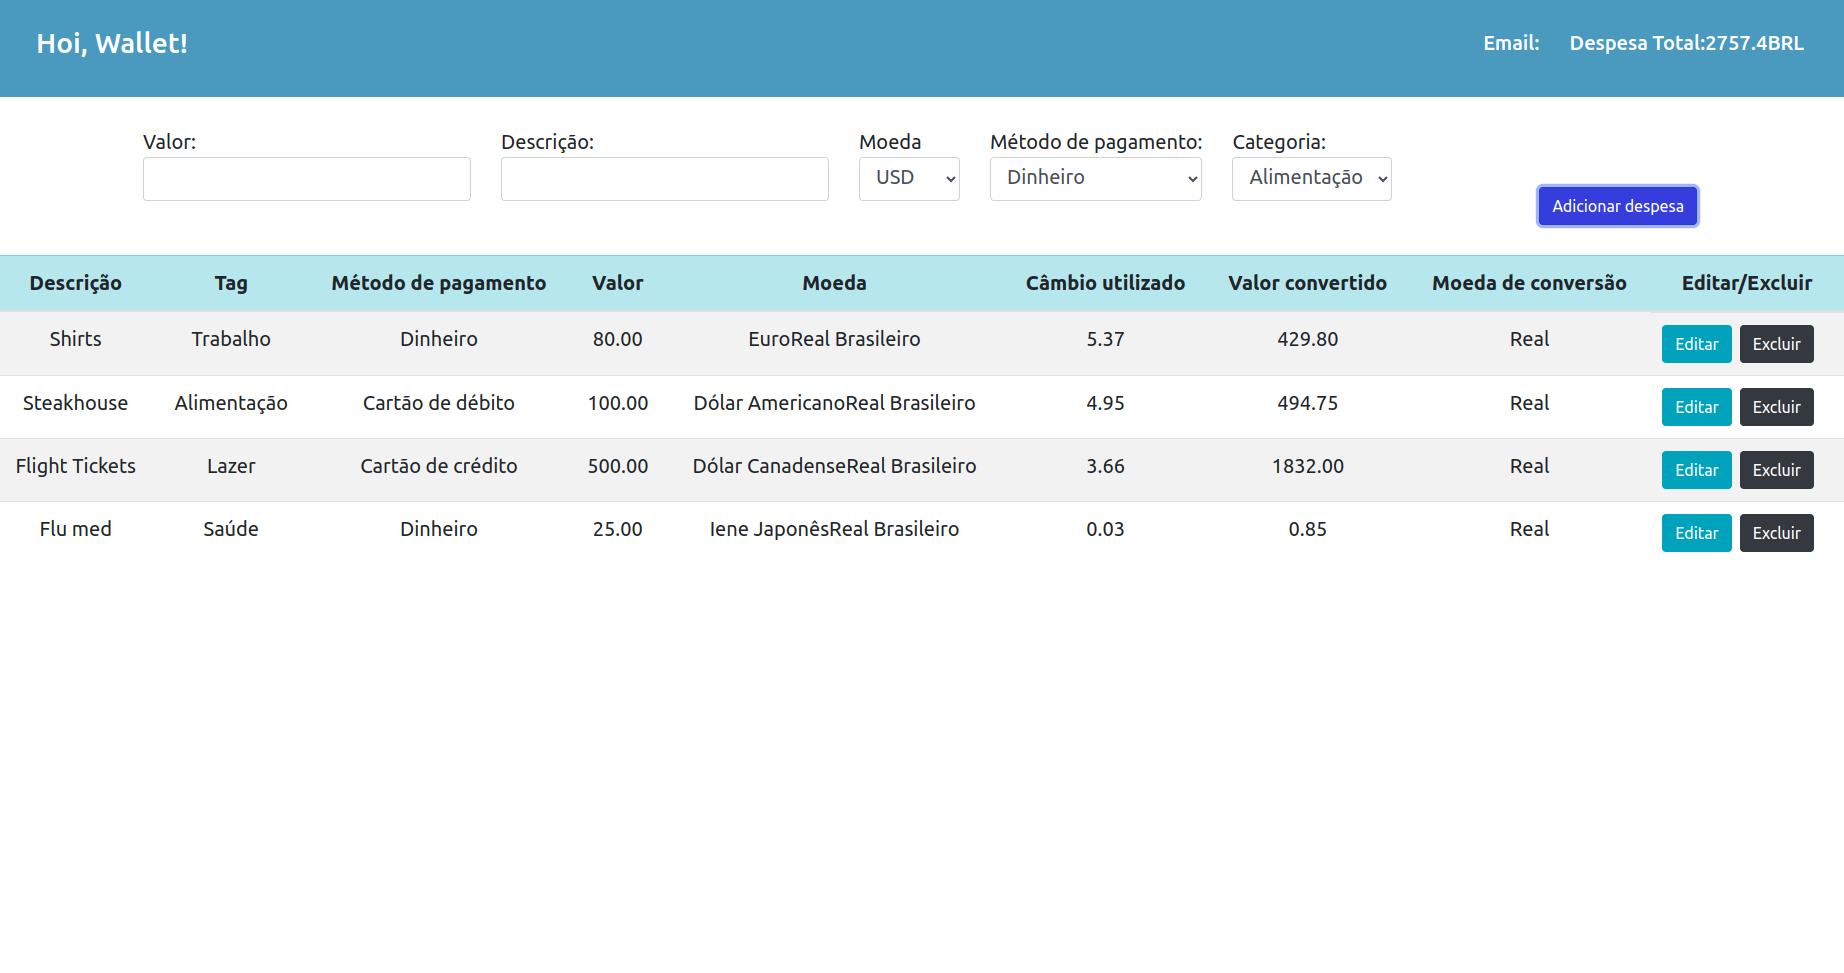 Hoi, Wallet! Email: Despesa Total:2757.4BRL
Valor: Descrição: Moeda Método de pagamento: Categoria:
USD Dinheiro Alimentação
Adicionar despesa
Descrição Tag Método de pagamento Valor Moeda Câmbio utilizado Valor convertido Moeda de conversão Editar/Excluir
Shirts Trabalho Dinheiro 80.00 EuroReal Brasileiro 5.37 429.80 Real Editar Excluir
Steakhouse Alimentação Cartão de débito 100.00 Dólar AmericanoReal Brasileiro 4.95 494.75 Real Editar Excluir
Flight Tickets Lazer Cartão de crédito 500.00 Dólar CanadenseReal Brasileiro 3.66 1832.00 Real Editar Excluir
Flu med Saúde Dinheiro 25.00 Iene JaponêsReal Brasileiro 0.03 0.85 Real Editar Excluir